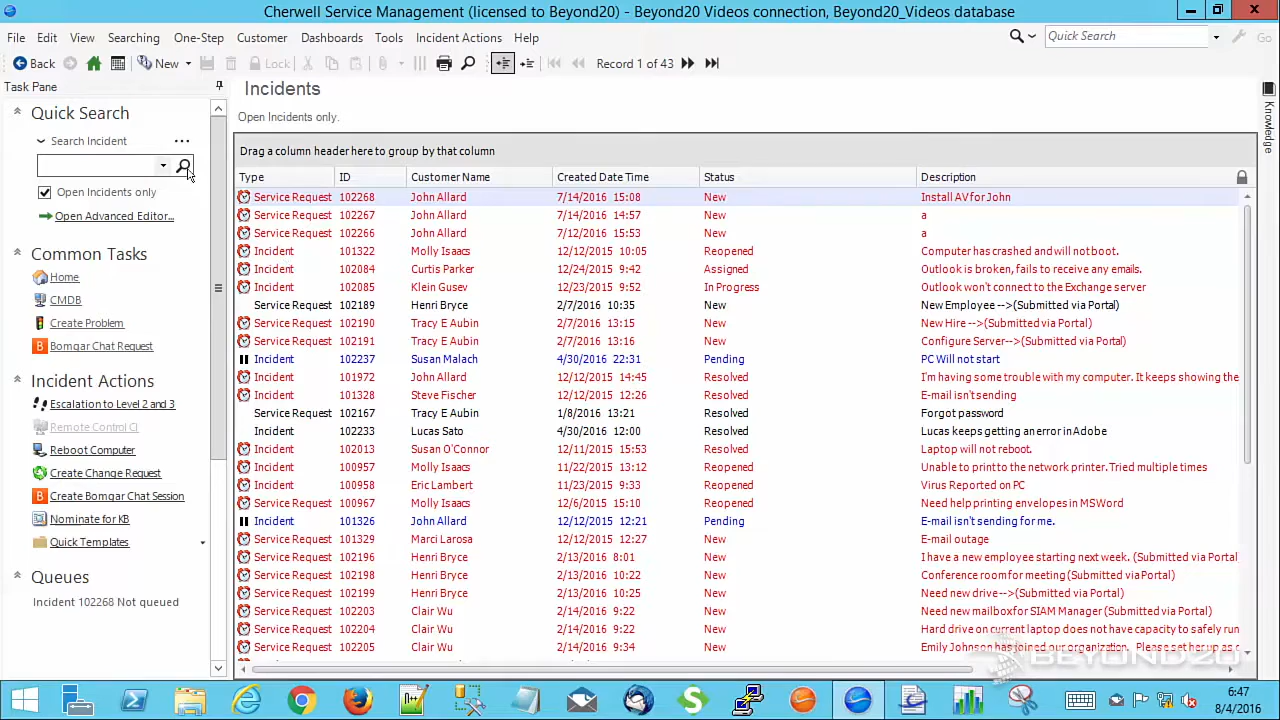 Cherwell Service Management (licensed to Beyond20) - Beyond20 Videos connection, Beyond20_Videos database
File Edit View Searching One-Step Customer Dashboards Tools Incident Actions Help Quick Search Go
Back New Lock Record 1 of 43
Task Pane
Quick Search
Search Incident
Open Incidents only
Open Advanced Editor...
Common Tasks
Home
CMDB
Create Problem
Bomgar Chat Request
Incident Actions
Escalation to Level 2 and 3
Remote Control CI
Reboot Computer
Create Change Request
Create Bomgar Chat Session
Nominate for KB
Quick Templates
Queues
Incident 102268 Not queued
Incidents
Open Incidents only.
Drag a column header here to group by that column
Type ID Customer Name Created Date Time Status Description
Service Request 102268 John Allard 7/14/2016 15:08 New Install AV for John
Service Request 102267 John Allard 7/14/2016 14:57 New a
Service Request 102266 John Allard 7/12/2016 15:53 New a
Incident 101322 Molly Isaacs 12/12/2015 10:05 Reopened Computer has crashed and will not boot.
Incident 102084 Curtis Parker 12/24/2015 9:42 Assigned Outlook is broken, fails to receive any emails.
Incident 102085 Klein Gusev 12/23/2015 9:52 In Progress Outlook won't connect to the Exchange server
Service Request 102189 Henri Bryce 2/7/2016 10:35 New New Employee -->(Submitted via Portal)
Service Request 102190 Tracy E Aubin 2/7/2016 13:15 New New Hire -->(Submitted via Portal)
Service Request 102191 Tracy E Aubin 2/7/2016 13:16 New Configure Server-->(Submitted via Portal)
Incident 102237 Susan Malach 4/30/2016 22:31 Pending PC Will not start
Incident 101972 John Allard 12/12/2015 14:45 Resolved I'm having some trouble with my computer. It keeps showing the
Incident 101328 Steve Fischer 12/12/2015 12:26 Resolved E-mail isn't sending
Service Request 102167 Tracy E Aubin 1/8/2016 13:21 Resolved Forgot password
Incident 102233 Lucas Sato 4/30/2016 12:00 Resolved Lucas keeps getting an error in Adobe
Incident 102013 Susan O'Connor 12/11/2015 15:53 Resolved Laptop will not reboot.
Incident 100957 Molly Isaacs 11/22/2015 13:12 Reopened Unable to print to the network printer. Tried multiple times
Incident 100958 Eric Lambert 11/23/2015 9:33 Reopened Virus Reported on PC
Service Request 100967 Molly Isaacs 12/6/2015 15:10 Reopened Need help printing envelopes in MS Word
Incident 101326 John Allard 12/12/2015 12:21 Pending E-mail isn't sending for me.
Service Request 101329 Marci Larosa 12/12/2015 12:27 New E-mail outage
Service Request 102196 Henri Bryce 2/13/2016 8:01 New I have a new employee starting next week. (Submitted via Portal
Service Request 102198 Henri Bryce 2/13/2016 10:22 New Conference room for meeting (Submitted via Portal)
Service Request 102199 Henri Bryce 2/13/2016 10:25 New Need new drive-->(Submitted via Portal)
Service Request 102203 Clair Wu 2/14/2016 9:22 New Need new mailbox for SIAM Manager (Submitted via Portal)
Service Request 102204 Clair Wu 2/14/2016 9:22 New Hard drive on current laptop does not have capacity to safely run
Service Request 102205 Clair Wu 2/14/2016 9:34 New Emily Johnson has joined our organization. Please set her up as
Knowledge
BEYOND20
6:47
8/4/2016